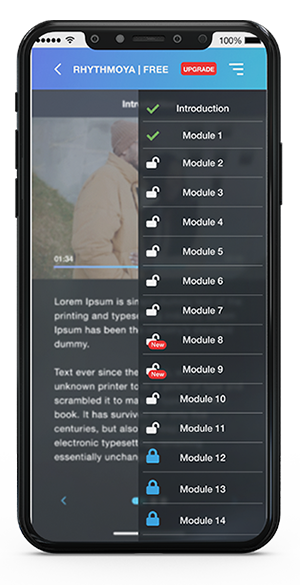 100%
RHYTHMOYA | FREE
UPGRADE
Introduction
Module 1
Module 2
Module 3
Module 4
Module 5
Module 6
Module 7
Module 8
New
Module 9
New
Module 10
Module 11
Module 12
Module 13
Module 14
Intr
01:34
Lorem Ipsum is sim
printing and typese
Ipsum has been th
dummy.
Text ever since the
unknown printer to
scrambled it to ma
book. It has surviv
centuries, but also
electronic typesett
essentially unchan